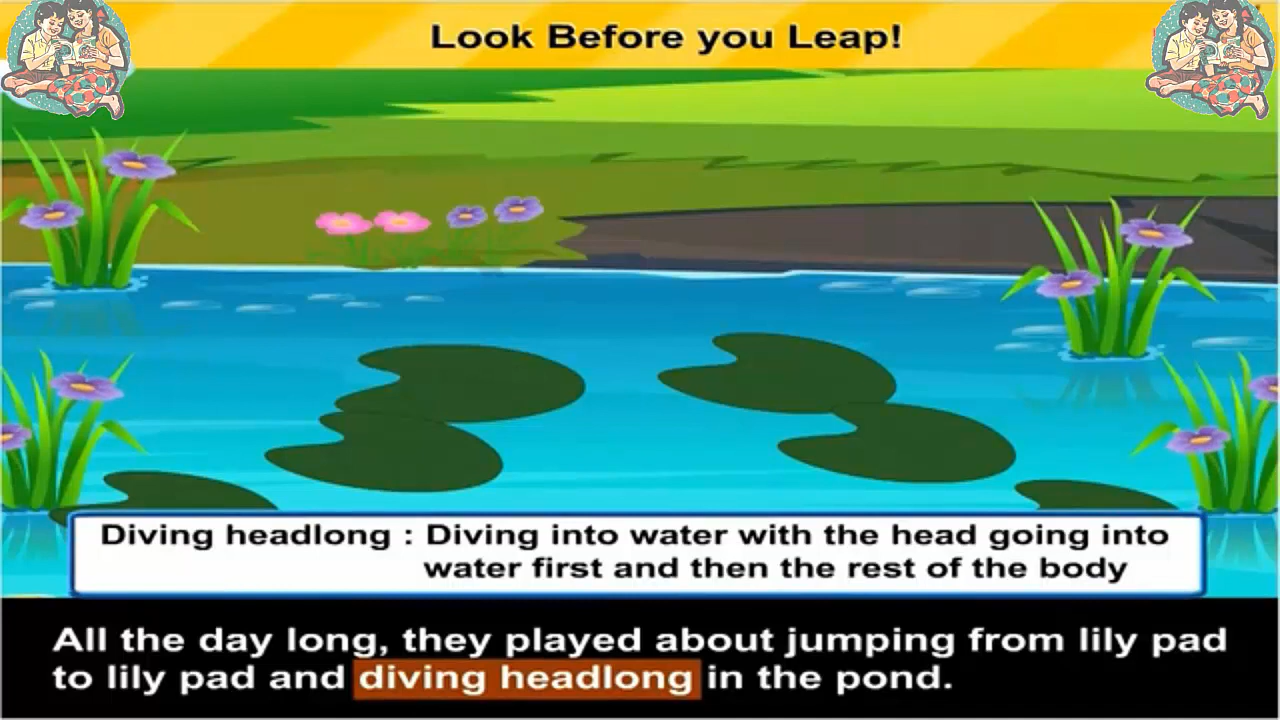 Look Before you Leap!
Diving headlong : Diving into water with the head going into
water first and then the rest of the body
All the day long, they played about jumping from lily pad
to lily pad and diving headlong in the pond.